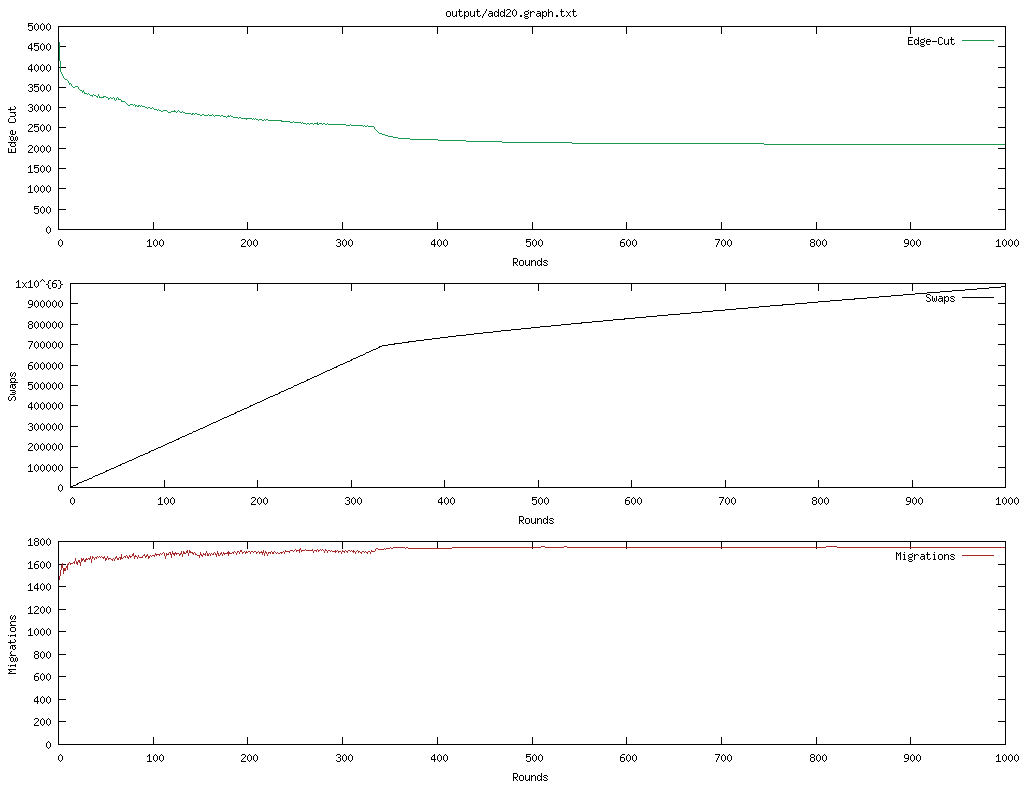 output/add20.graph.txt
5000
4500
4000
3500
3000
2500
2000
1500
1000
500
0
Edge Cut
Edge-Cut
0 100 200 300 400 500 600 700 800 900 1000
Rounds
1x10^{6}
900000
800000
700000
600000
500000
400000
300000
200000
100000
0
Swaps
Swaps
0 100 200 300 400 500 600 700 800 900 1000
Rounds
1800
1600
1400
1200
1000
800
600
400
200
0
Migrations
Migrations
0 100 200 300 400 500 600 700 800 900 1000
Rounds